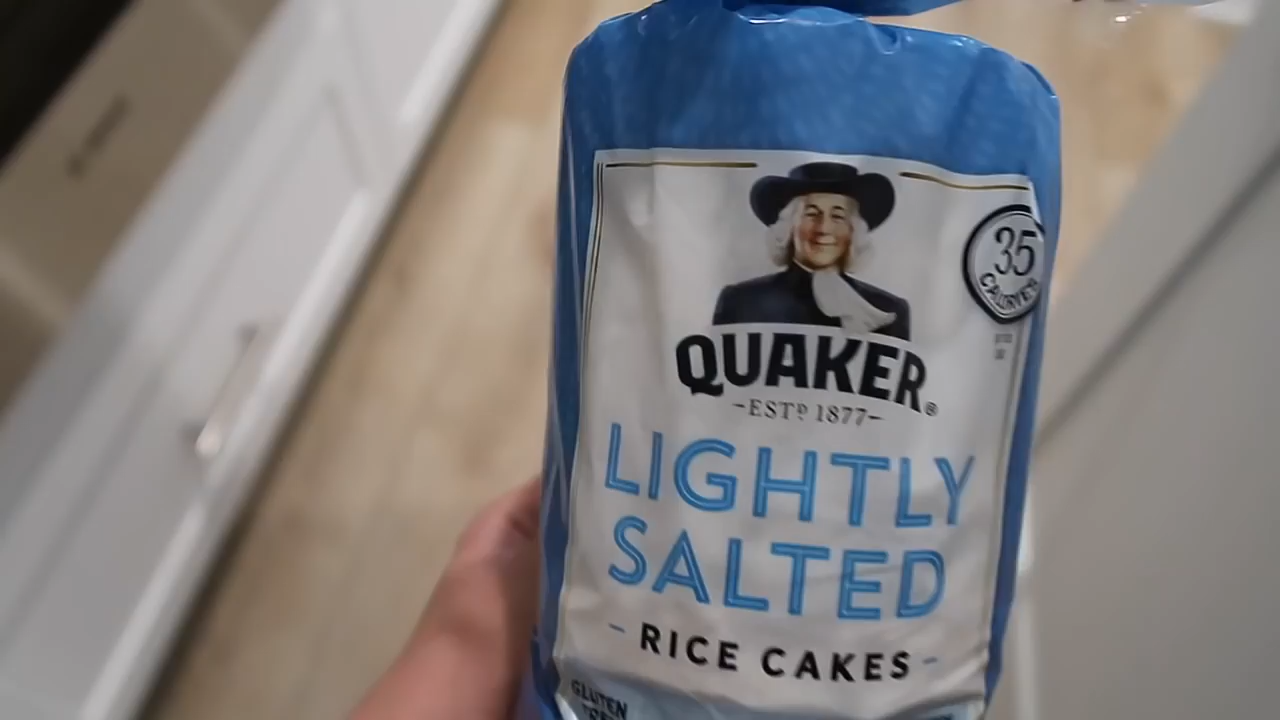 35
CALORIES
QUAKER®
-ESTD 1877-
LIGHTLY
SALTED
- RICE CAKES -
GLUTEN